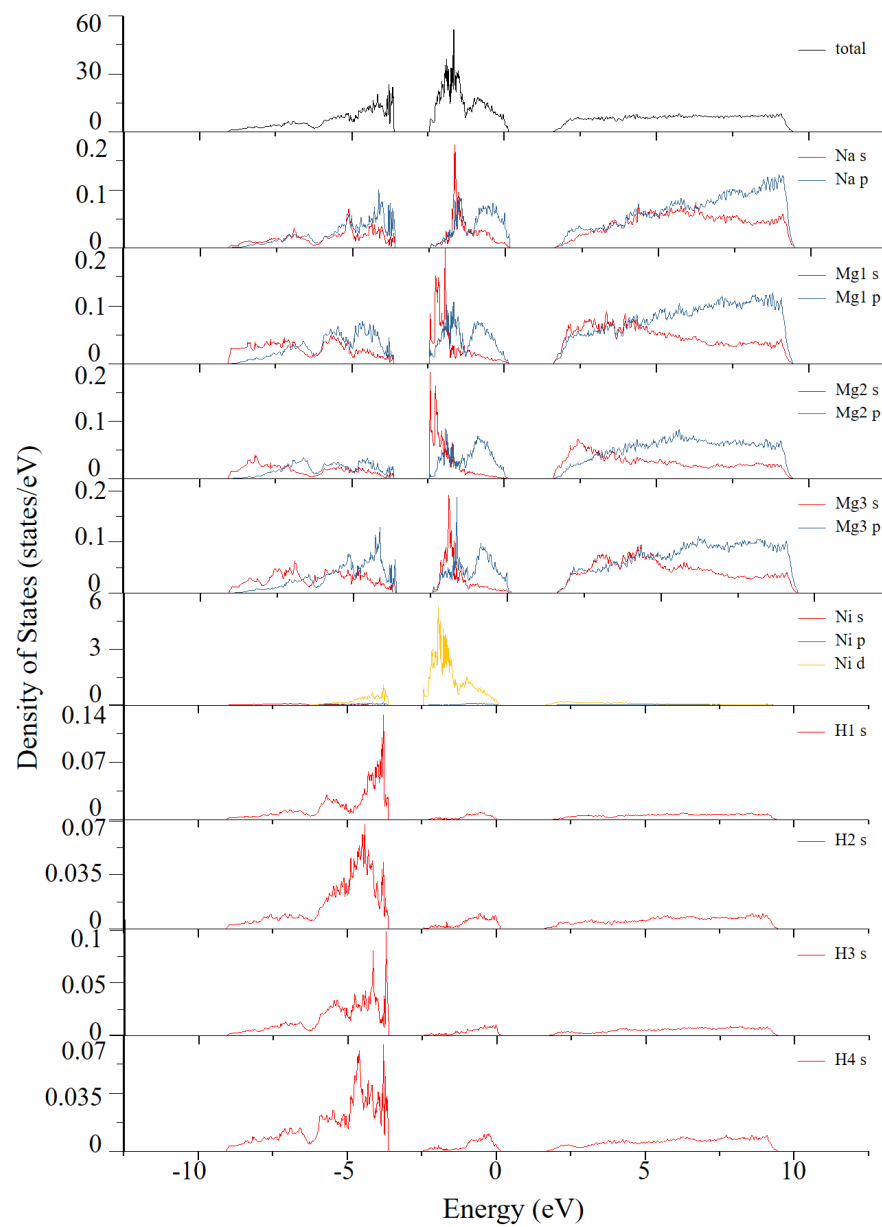 60
30
0
total
0.2
0.1
0
Na s
Na p
0.2
0.1
0
Mg1 s
Mg1 p
0.2
0.1
0
Mg2 s
Mg2 p
0.2
0.1
0
Mg3 s
Mg3 p
6
3
0
Ni s
Ni p
Ni d
0.14
0.07
0
H1 s
0.07
0.035
0
H2 s
0.1
0.05
0
H3 s
0.07
0.035
0
H4 s
-10 -5 0 5 10
Energy (eV)
Density of States (states/eV)